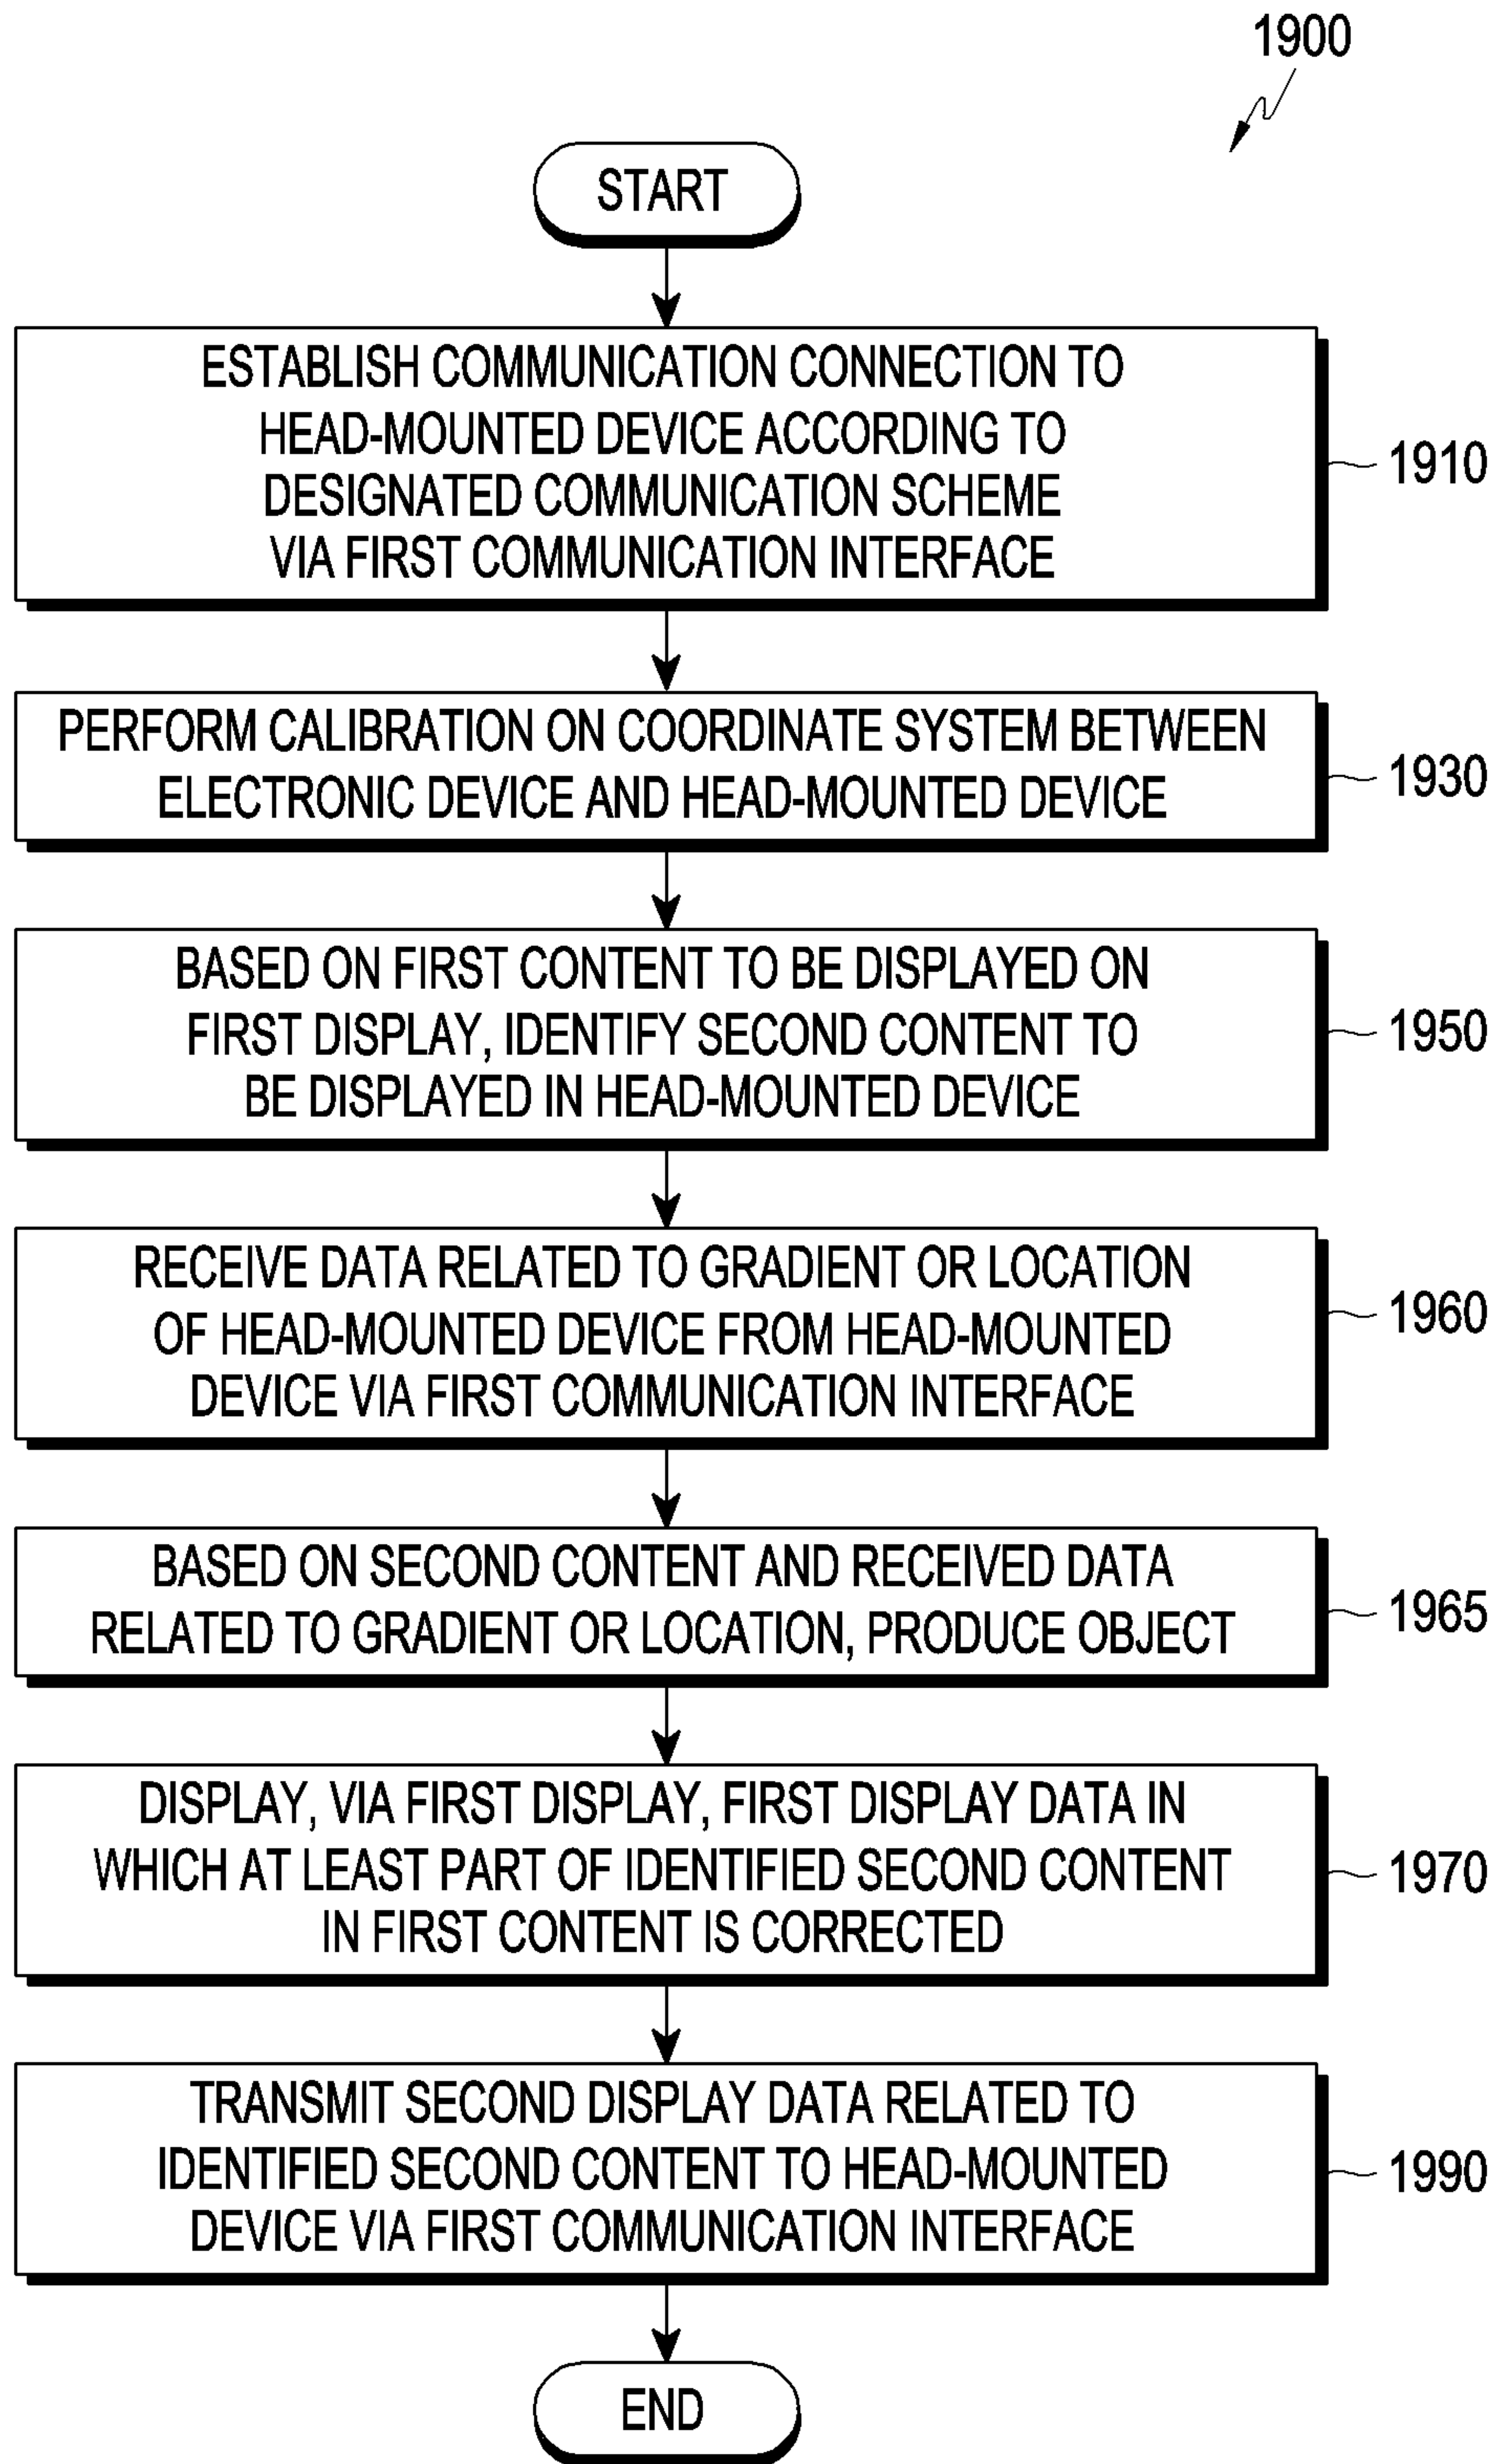 1900
START
ESTABLISH COMMUNICATION CONNECTION TO
HEAD-MOUNTED DEVICE ACCORDING TO
DESIGNATED COMMUNICATION SCHEME
VIA FIRST COMMUNICATION INTERFACE
1910
PERFORM CALIBRATION ON COORDINATE SYSTEM BETWEEN
ELECTRONIC DEVICE AND HEAD-MOUNTED DEVICE
1930
BASED ON FIRST CONTENT TO BE DISPLAYED ON
FIRST DISPLAY, IDENTIFY SECOND CONTENT TO
BE DISPLAYED IN HEAD-MOUNTED DEVICE
1950
RECEIVE DATA RELATED TO GRADIENT OR LOCATION
OF HEAD-MOUNTED DEVICE FROM HEAD-MOUNTED
DEVICE VIA FIRST COMMUNICATION INTERFACE
1960
BASED ON SECOND CONTENT AND RECEIVED DATA
RELATED TO GRADIENT OR LOCATION, PRODUCE OBJECT
1965
DISPLAY, VIA FIRST DISPLAY, FIRST DISPLAY DATA IN
WHICH AT LEAST PART OF IDENTIFIED SECOND CONTENT
IN FIRST CONTENT IS CORRECTED
1970
TRANSMIT SECOND DISPLAY DATA RELATED TO
IDENTIFIED SECOND CONTENT TO HEAD-MOUNTED
DEVICE VIA FIRST COMMUNICATION INTERFACE
1990
END